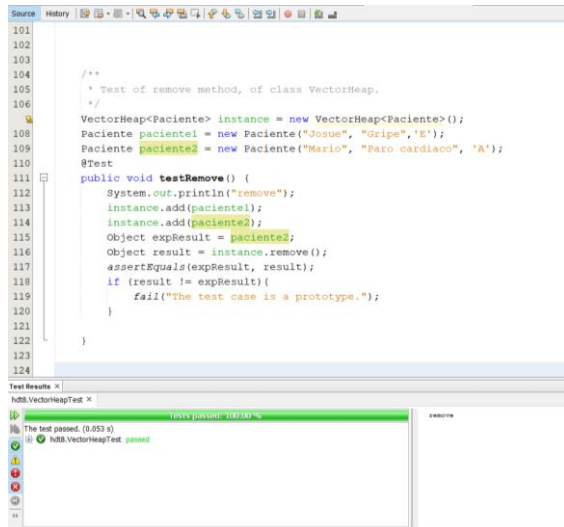 Source History
101
102
103
104 /**
105 * Test of remove method, of class VectorHeap.
106 */
VectorHeap<Paciente> instance = new VectorHeap<Paciente>();
108 Paciente paciente1 = new Paciente("Josue", "Gripe",'E');
109 Paciente paciente2 = new Paciente("Mario", "Paro cardiaco", 'A');
110 @Test
111 public void testRemove() {
112 System.out.println("remove");
113 instance.add(paciente1);
114 instance.add(paciente2);
115 Object expResult = paciente2;
116 Object result = instance.remove();
117 assertEquals(expResult, result);
118 if (result != expResult){
119 fail("The test case is a prototype.");
120 }
121
122 }
123
124
Test Results ×
hdt8.VectorHeapTest ×
Tests passed: 100.00 %
remove
The test passed. (0.053 s)
hdt8.VectorHeapTest passed
>>